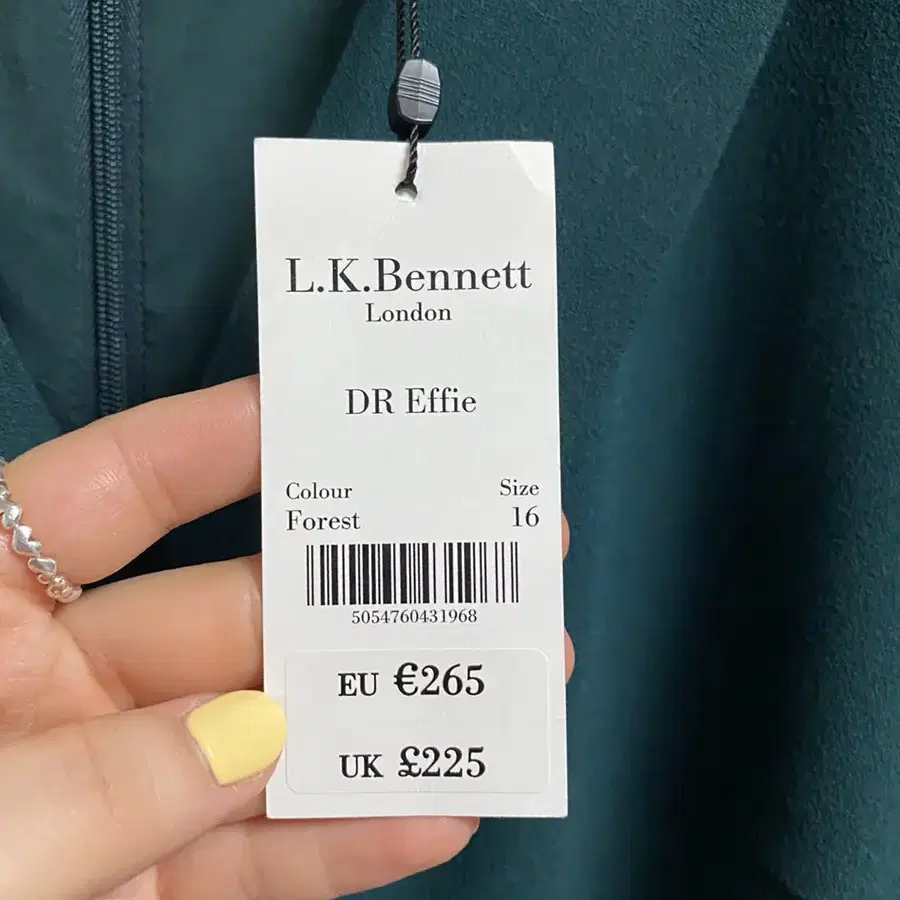 L.K.Bennett
London
DR Effie
Colour Size
Forest 16
5054760431968
EU €265
UK £225